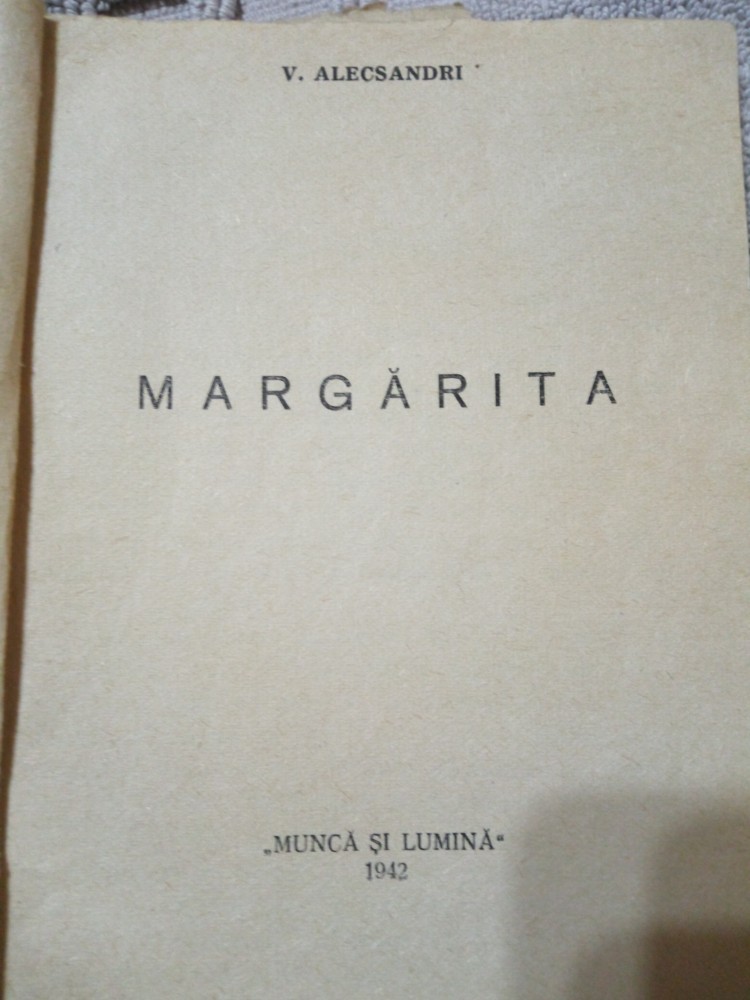 V. ALECSANDRI
MARGĂRITA
„MUNCĂ ȘI LUMINĂ“
1942